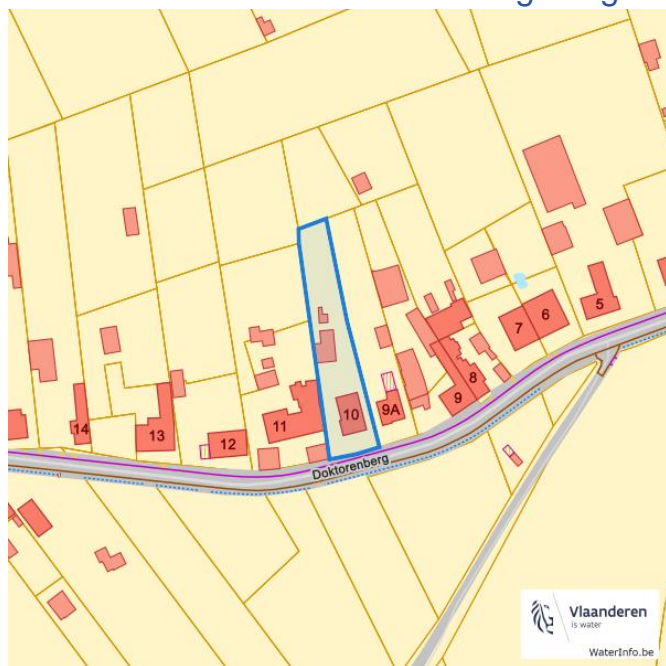 5
6
7
8
9
9A
10
11
12
13
14
Doktorenberg
Vlaanderen
is water
WaterInfo.be